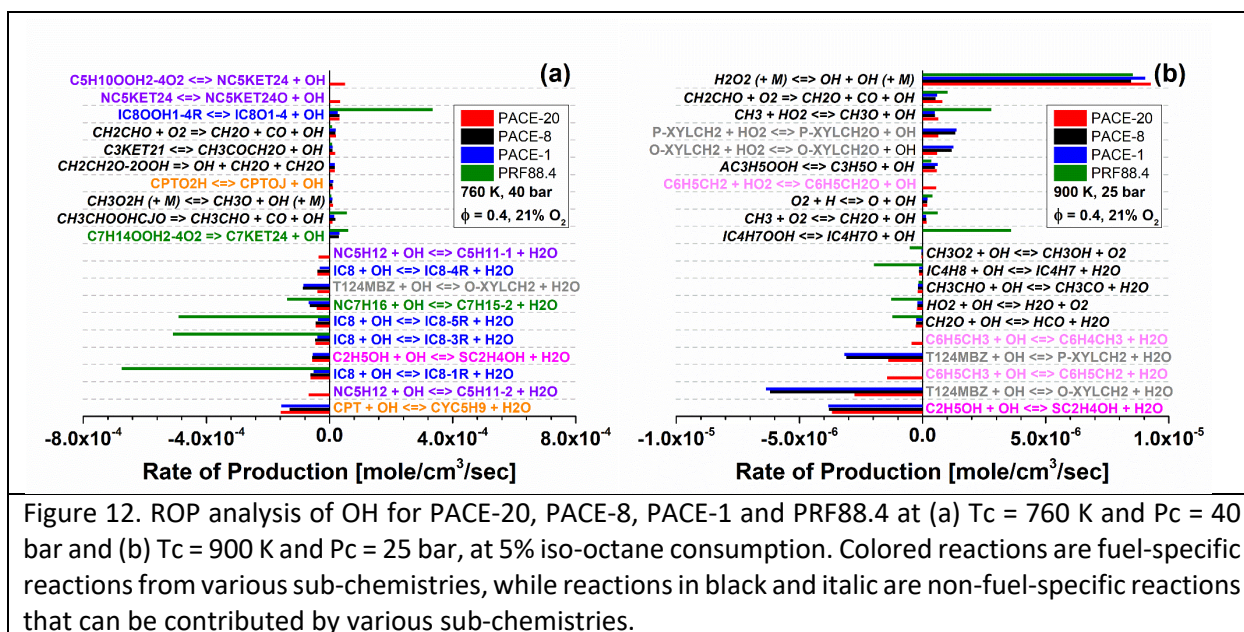 (a)
C5H10OOH2-4O2 <=> NC5KET24 + OH
NC5KET24 <=> NC5KET24O + OH
IC8OOH1-4R <=> IC8O1-4 + OH
CH2CHO + O2 => CH2O + CO + OH
C3KET21 <=> CH3COCH2O + OH
CH2CH2O-2OOH => OH + CH2O + CH2O
CPTO2H <=> CPTOJ + OH
CH3O2H (+ M) <=> CH3O + OH (+ M)
CH3CHOOHCJO => CH3CHO + CO + OH
C7H14OOH2-4O2 <=> C7KET24 + OH
PACE-20
PACE-8
PACE-1
PRF88.4
760 K, 40 bar
ϕ = 0.4, 21% O2
NC5H12 + OH <=> C5H11-1 + H2O
IC8 + OH <=> IC8-4R + H2O
T124MBZ + OH <=> O-XYLCH2 + H2O
NC7H16 + OH <=> C7H15-2 + H2O
IC8 + OH <=> IC8-5R + H2O
IC8 + OH <=> IC8-3R + H2O
C2H5OH + OH <=> SC2H4OH + H2O
IC8 + OH <=> IC8-1R + H2O
NC5H12 + OH <=> C5H11-2 + H2O
CPT + OH <=> CYC5H9 + H2O
-8.0x10-4 -4.0x10-4 0.0 4.0x10-4 8.0x10-4
Rate of Production [mole/cm3/sec]
(b)
H2O2 (+ M) <=> OH + OH (+ M)
CH2CHO + O2 => CH2O + CO + OH
CH3 + HO2 <=> CH3O + OH
P-XYLCH2 + HO2 <=> P-XYLCH2O + OH
O-XYLCH2 + HO2 <=> O-XYLCH2O + OH
AC3H5OOH <=> C3H5O + OH
C6H5CH2 + HO2 <=> C6H5CH2O + OH
O2 + H <=> O + OH
CH3 + O2 <=> CH2O + OH
IC4H7OOH <=> IC4H7O + OH
PACE-20
PACE-8
PACE-1
PRF88.4
900 K, 25 bar
ϕ = 0.4, 21% O2
CH3O2 + OH <=> CH3OH + O2
IC4H8 + OH <=> IC4H7 + H2O
CH3CHO + OH <=> CH3CO + H2O
HO2 + OH <=> H2O + O2
CH2O + OH <=> HCO + H2O
C6H5CH3 + OH <=> C6H4CH3 + H2O
T124MBZ + OH <=> P-XYLCH2 + H2O
C6H5CH3 + OH <=> C6H5CH2 + H2O
T124MBZ + OH <=> O-XYLCH2 + H2O
C2H5OH + OH <=> SC2H4OH + H2O
-1.0x10-5 -5.0x10-6 0.0 5.0x10-6 1.0x10-5
Rate of Production [mole/cm3/sec]
Figure 12. ROP analysis of OH for PACE-20, PACE-8, PACE-1 and PRF88.4 at (a) Tc = 760 K and Pc = 40
bar and (b) Tc = 900 K and Pc = 25 bar, at 5% iso-octane consumption. Colored reactions are fuel-specific
reactions from various sub-chemistries, while reactions in black and italic are non-fuel-specific reactions
that can be contributed by various sub-chemistries.